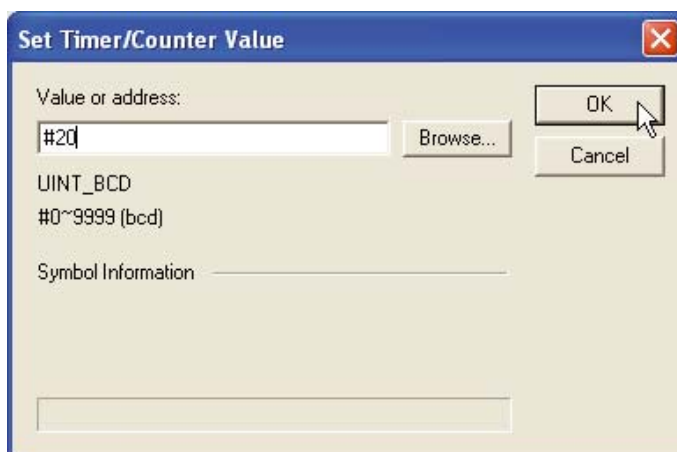 Set Timer/Counter Value
Value or address:
#20
Browse...
OK
Cancel
UINT_BCD
#0~9999 (bcd)
Symbol Information